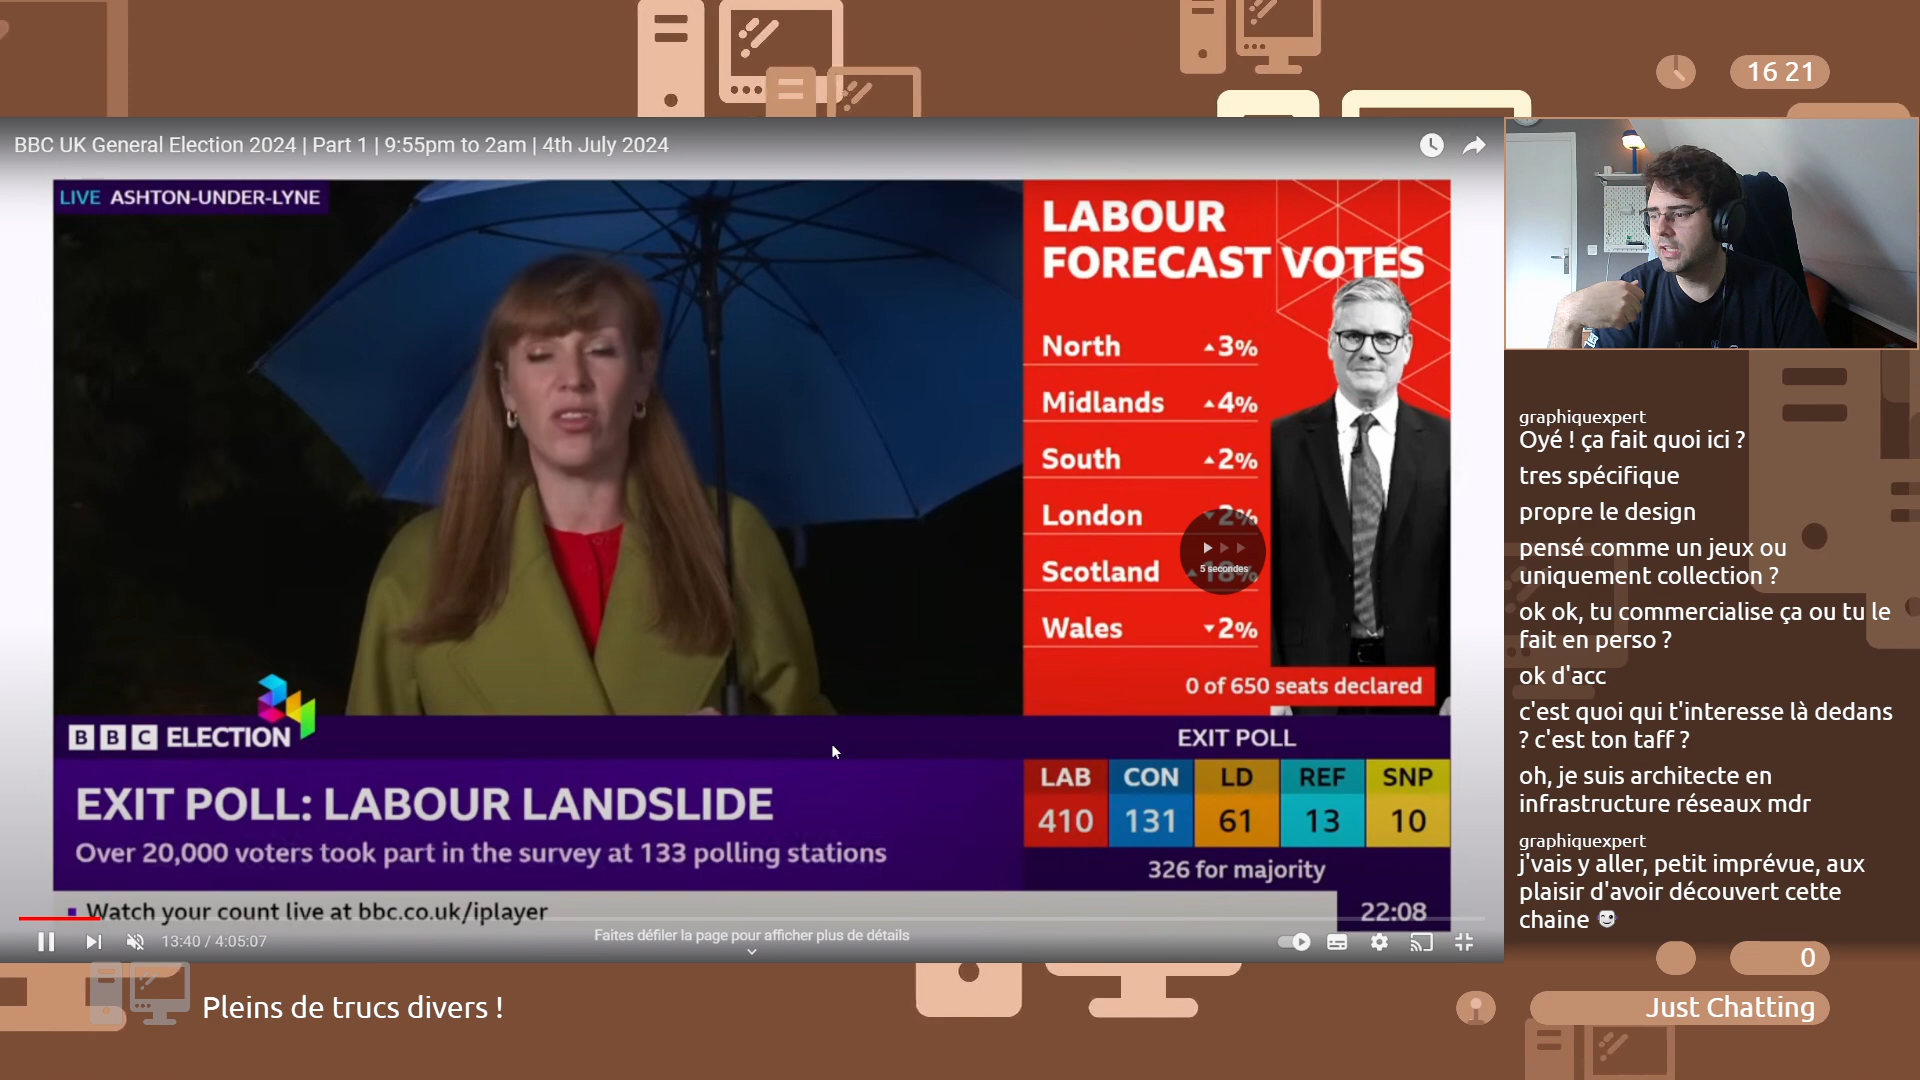 16 21
BBC UK General Election 2024 | Part 1 | 9:55pm to 2am | 4th July 2024
LIVE ASHTON-UNDER-LYNE
LABOUR
FORECAST VOTES
North ▲3%
Midlands ▲4%
South ▲2%
London ▼2%
Scotland ▲18%
Wales ▼2%
5 secondes
0 of 650 seats declared
BBC ELECTION
EXIT POLL
EXIT POLL: LABOUR LANDSLIDE
Over 20,000 voters took part in the survey at 133 polling stations
LAB CON LD REF SNP
410 131 61 13 10
326 for majority
Watch your count live at bbc.co.uk/iplayer
22:08
13:40 / 4:05:07
Faites défiler la page pour afficher plus de détails
graphiquexpert
Oyé ! ça fait quoi ici ?
tres spécifique
propre le design
pensé comme un jeux ou
uniquement collection ?
ok ok, tu commercialise ça ou tu le
fait en perso ?
ok d'acc
c'est quoi qui t'interesse là dedans
? c'est ton taff ?
oh, je suis architecte en
infrastructure réseaux mdr
graphiquexpert
j'vais y aller, petit imprévue, aux
plaisir d'avoir découvert cette
chaine
0
Pleins de trucs divers !
Just Chatting